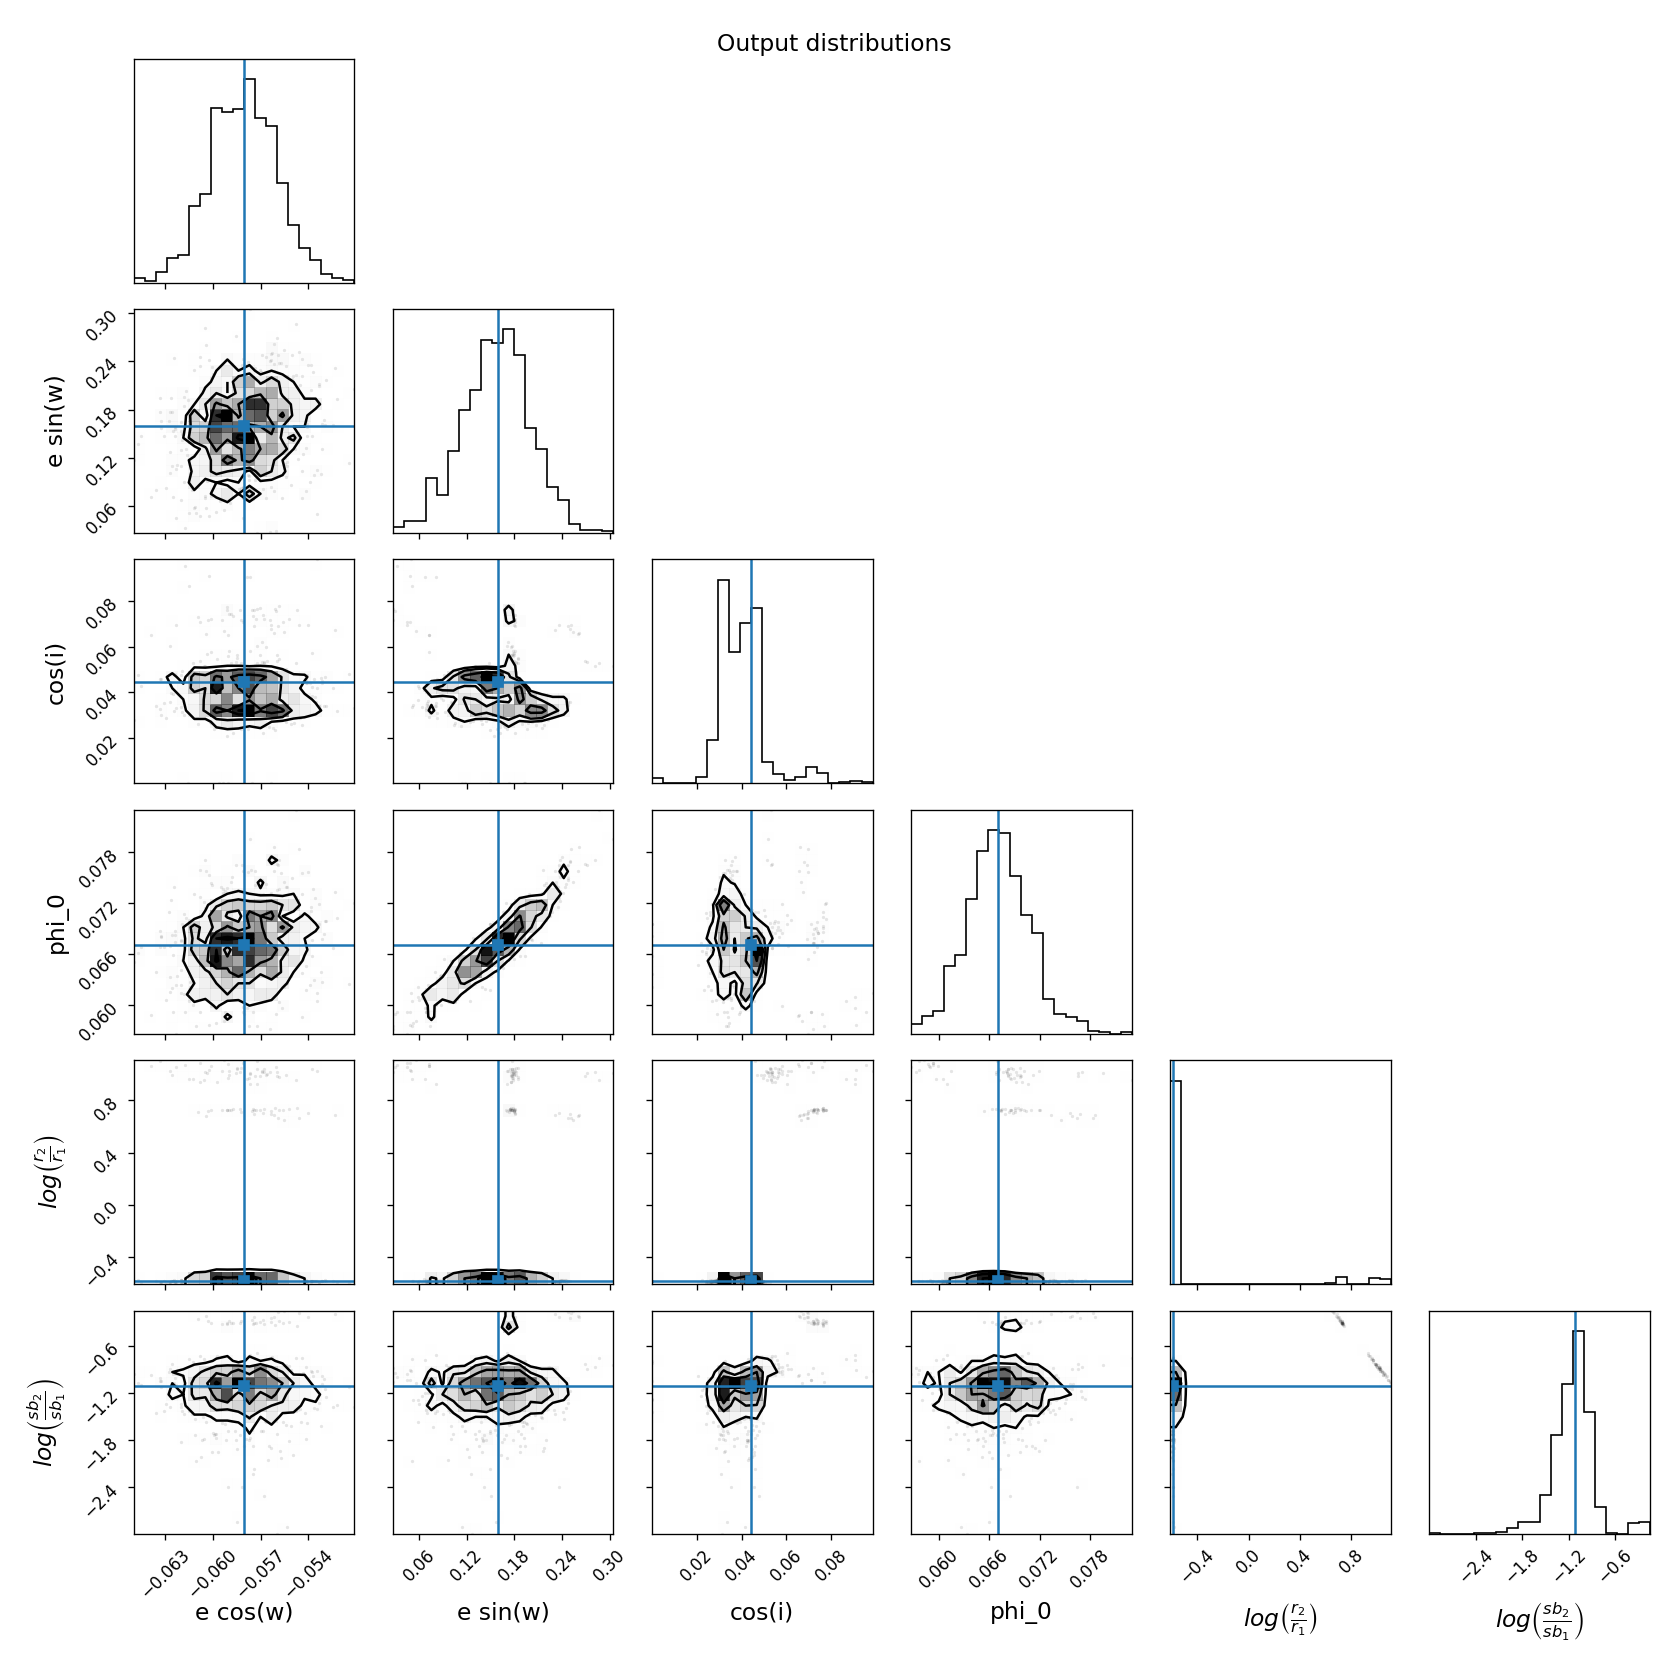 Output distributions
e sin(w)
0.30
0.24
0.18
0.12
0.06
cos(i)
0.08
0.06
0.04
0.02
phi_0
0.078
0.072
0.066
0.060
log(r₂/r₁)
0.8
0.4
0.0
−0.4
log(sb₂/sb₁)
−0.6
−1.2
−1.8
−2.4
−0.063 −0.060 −0.057 −0.054
0.06 0.12 0.18 0.24 0.30
0.02 0.04 0.06 0.08
0.060 0.066 0.072 0.078
−0.4 0.0 0.4 0.8
−2.4 −1.8 −1.2 −0.6
e cos(w)
e sin(w)
cos(i)
phi_0
log(r₂/r₁)
log(sb₂/sb₁)